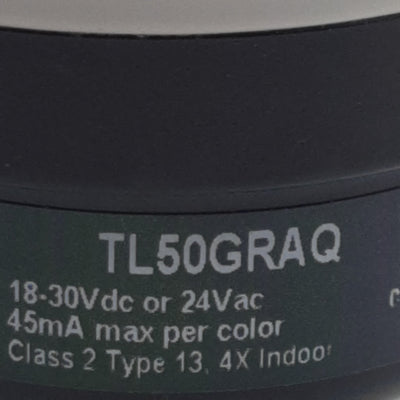 TL50GRAQ
18-30Vdc or 24Vac
45mA max per color
Class 2 Type 13, 4X Indoor